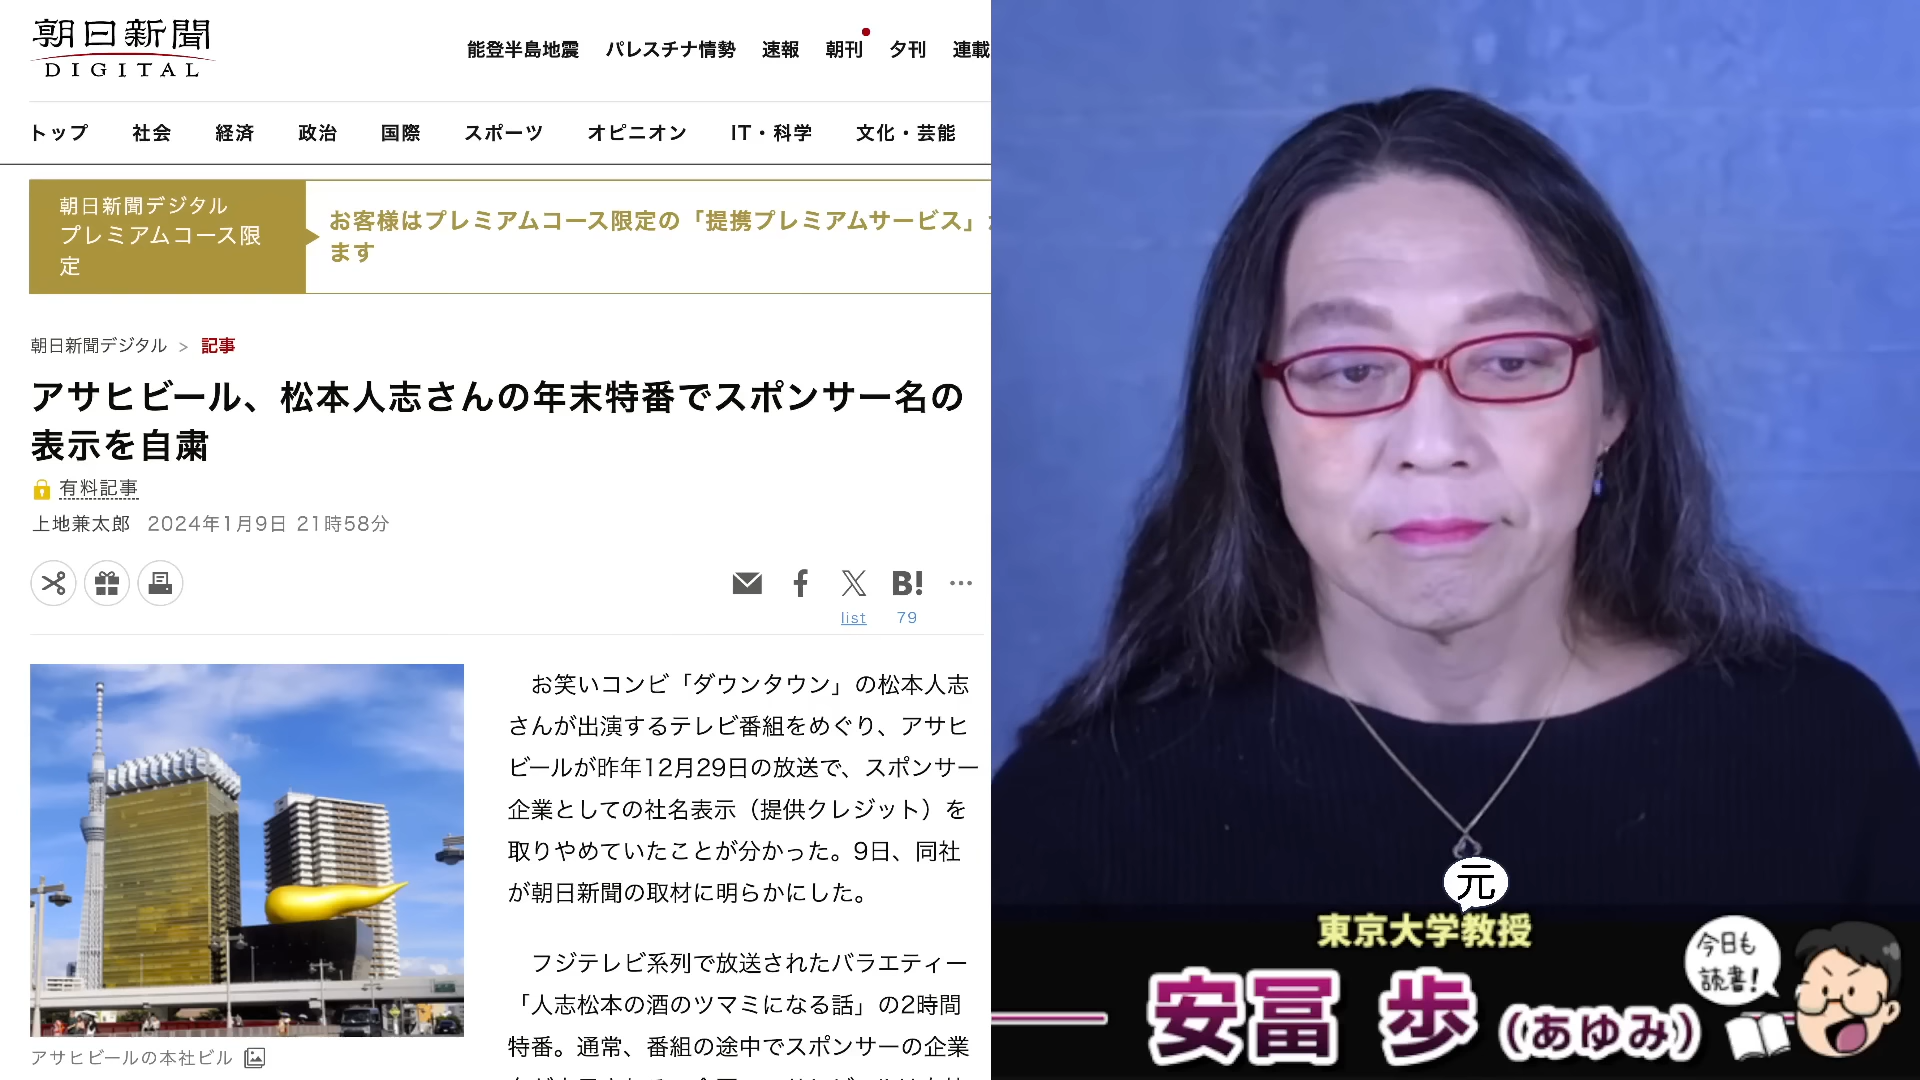 朝日新聞
DIGITAL
能登半島地震 パレスチナ情勢 速報 朝刊 夕刊 連載
トップ 社会 経済 政治 国際 スポーツ オピニオン IT・科学 文化・芸能
朝日新聞デジタル
プレミアムコース限
定
お客様はプレミアムコース限定の「提携プレミアムサービス」
ます
朝日新聞デジタル > 記事
アサヒビール、松本人志さんの年末特番でスポンサー名の
表示を自粛
有料記事
上地兼太郎 2024年1月9日 21時58分
B!
list 79
お笑いコンビ「ダウンタウン」の松本人志
さんが出演するテレビ番組をめぐり、アサヒ
ビールが昨年12月29日の放送で、スポンサー
企業としての社名表示（提供クレジット）を
取りやめていたことが分かった。9日、同社
が朝日新聞の取材に明らかにした。
フジテレビ系列で放送されたバラエティー
「人志松本の酒のツマミになる話」の2時間
特番。通常、番組の途中でスポンサーの企業
アサヒビールの本社ビル
元
東京大学教授
安冨 歩 (あゆみ)
今日も
読書!